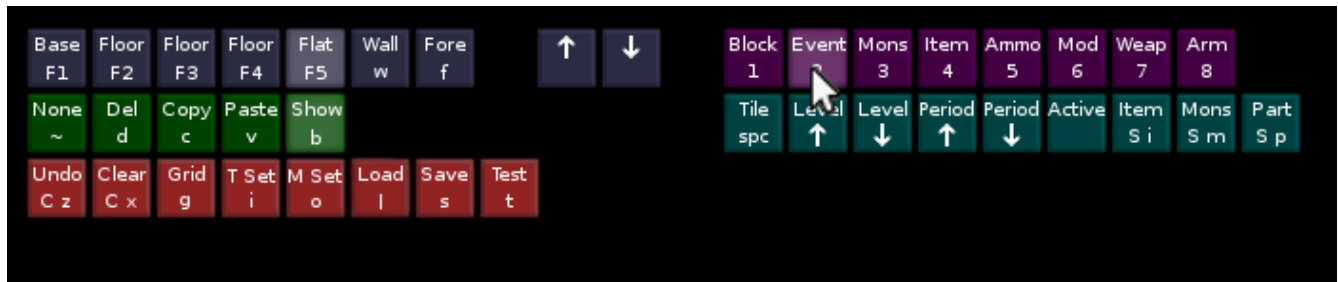 Base Floor Floor Floor Flat Wall Fore ↑ ↓ Block Event Mons Item Ammo Mod Weap Arm
F1 F2 F3 F4 F5 w f 1 2 3 4 5 6 7 8
None Del Copy Paste Show Tile Level Level Period Period Active Item Mons Part
~ d c v b spc ↑ ↓ ↑ ↓ S i S m S p
Undo Clear Grid T Set M Set Load Save Test
C z C x g i o l s t